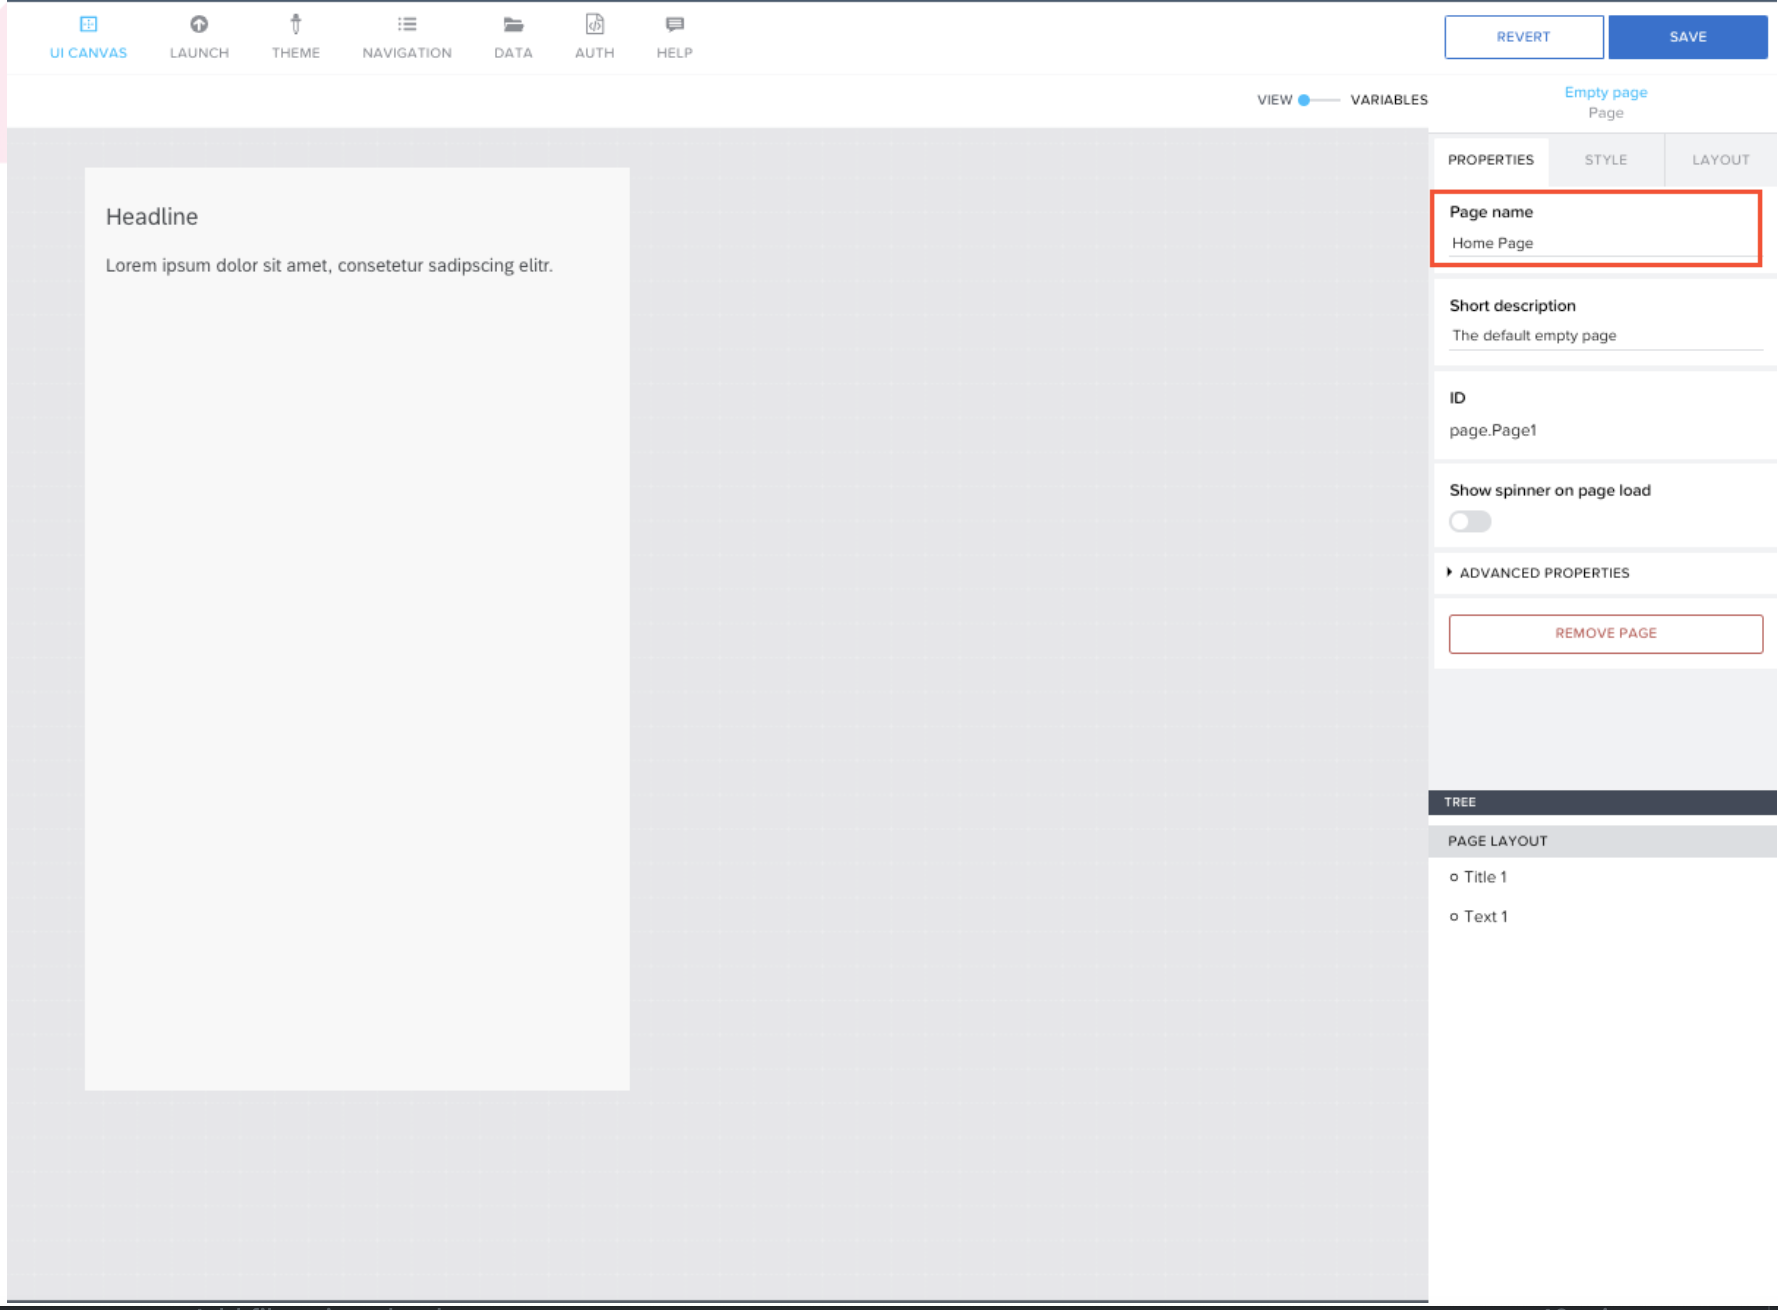 UI CANVAS LAUNCH THEME NAVIGATION DATA AUTH HELP
REVERT SAVE
VIEW VARIABLES
Empty page
Page
PROPERTIES STYLE LAYOUT
Page name
Home Page
Short description
The default empty page
ID
page.Page1
Show spinner on page load
ADVANCED PROPERTIES
REMOVE PAGE
TREE
PAGE LAYOUT
Title 1
Text 1
Headline
Lorem ipsum dolor sit amet, consetetur sadipscing elitr.